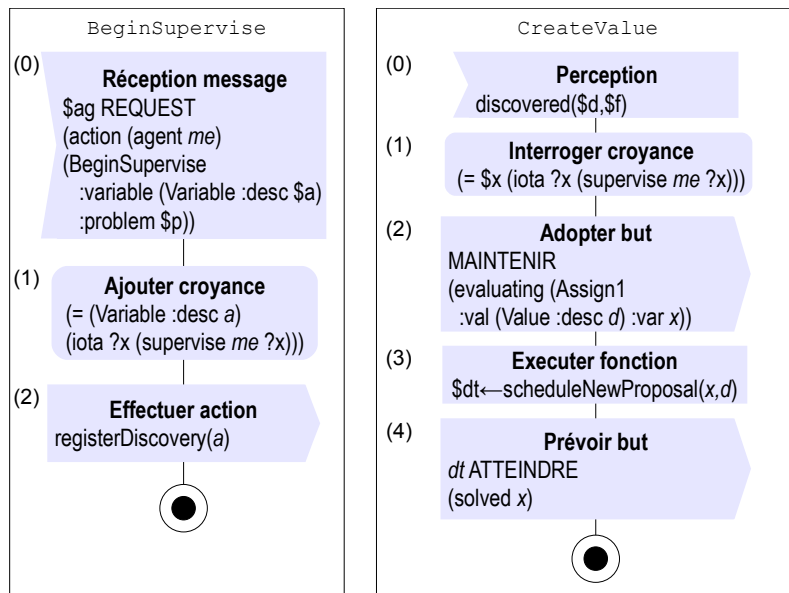 BeginSupervise
(0)
Réception message
$ag REQUEST
(action (agent me)
(BeginSupervise
:variable (Variable :desc $a)
:problem $p))
(1)
Ajouter croyance
(= (Variable :desc a)
(iota ?x (supervise me ?x)))
(2)
Effectuer action
registerDiscovery(a)
CreateValue
(0)
Perception
discovered($d,$f)
(1)
Interroger croyance
(= $x (iota ?x (supervise me ?x)))
(2)
Adopter but
MAINTENIR
(evaluating (Assign1
:val (Value :desc d) :var x))
(3)
Executer fonction
$dt←scheduleNewProposal(x,d)
(4)
Prévoir but
dt ATTEINDRE
(solved x)